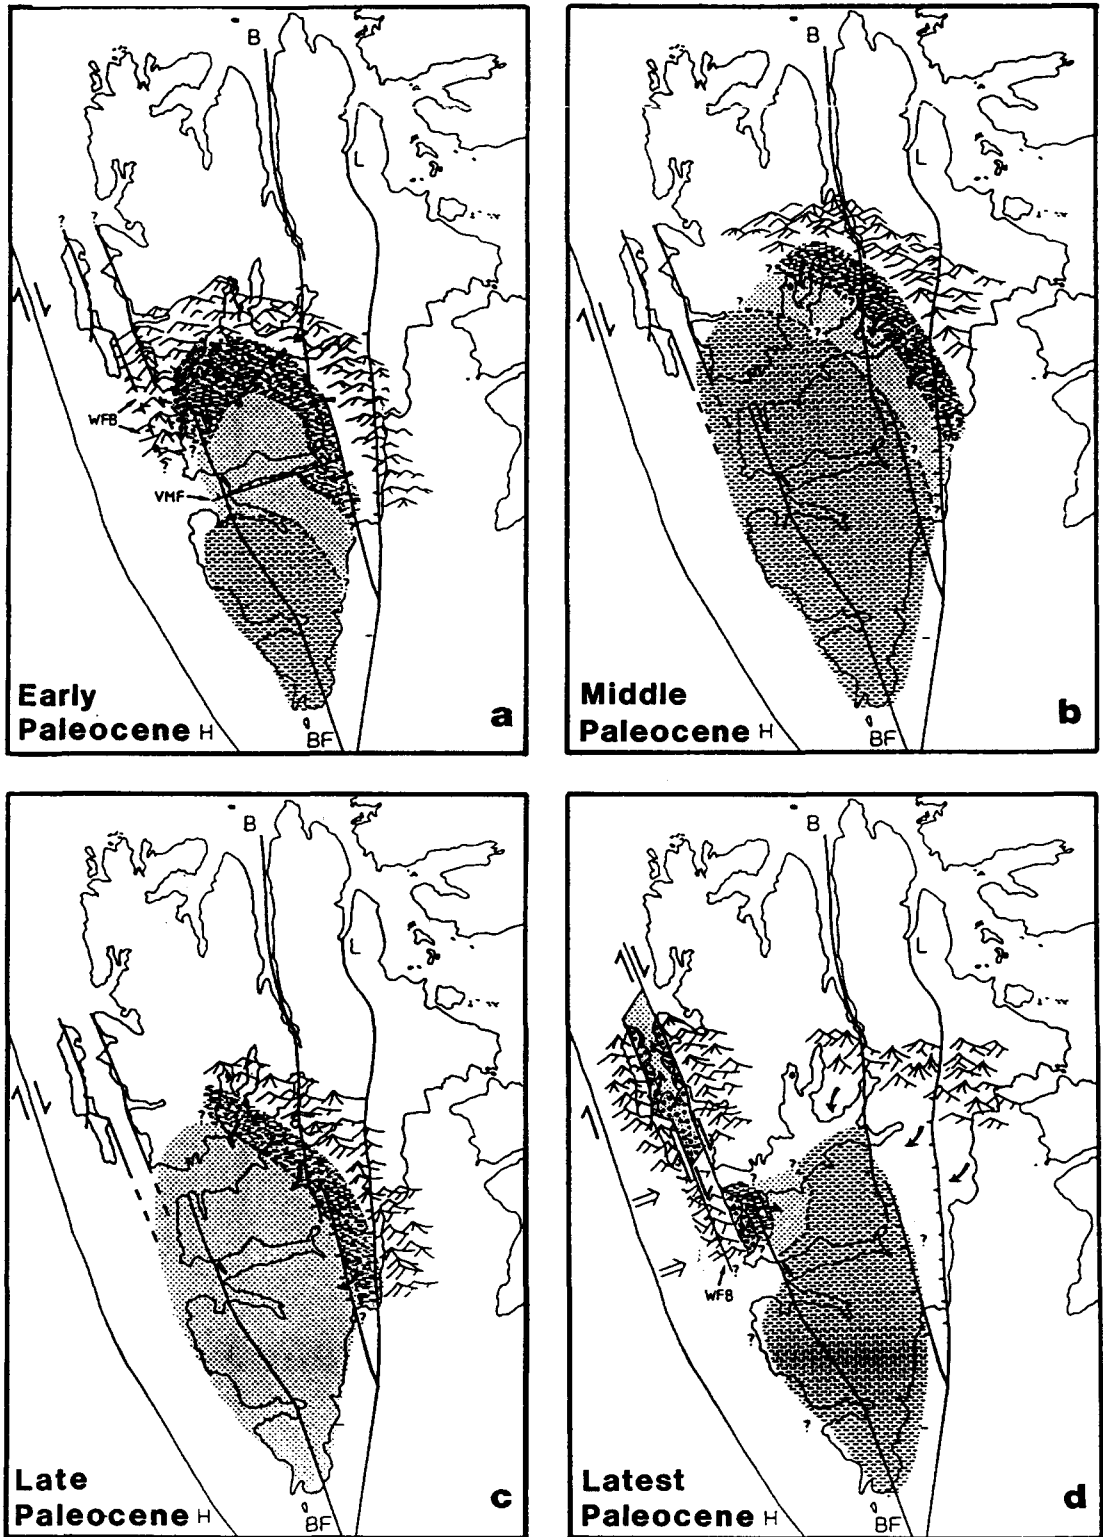 B
L
? ?
WFB
?
VMF
Early
Paleocene H
BF
a
B
L
?
?
?
?
?
Middle
Paleocene H
BF
b
B
L
?
?
Late
Paleocene H
BF
c
B
L
?
?
WFB
?
?
?
Latest
Paleocene H
BF
d